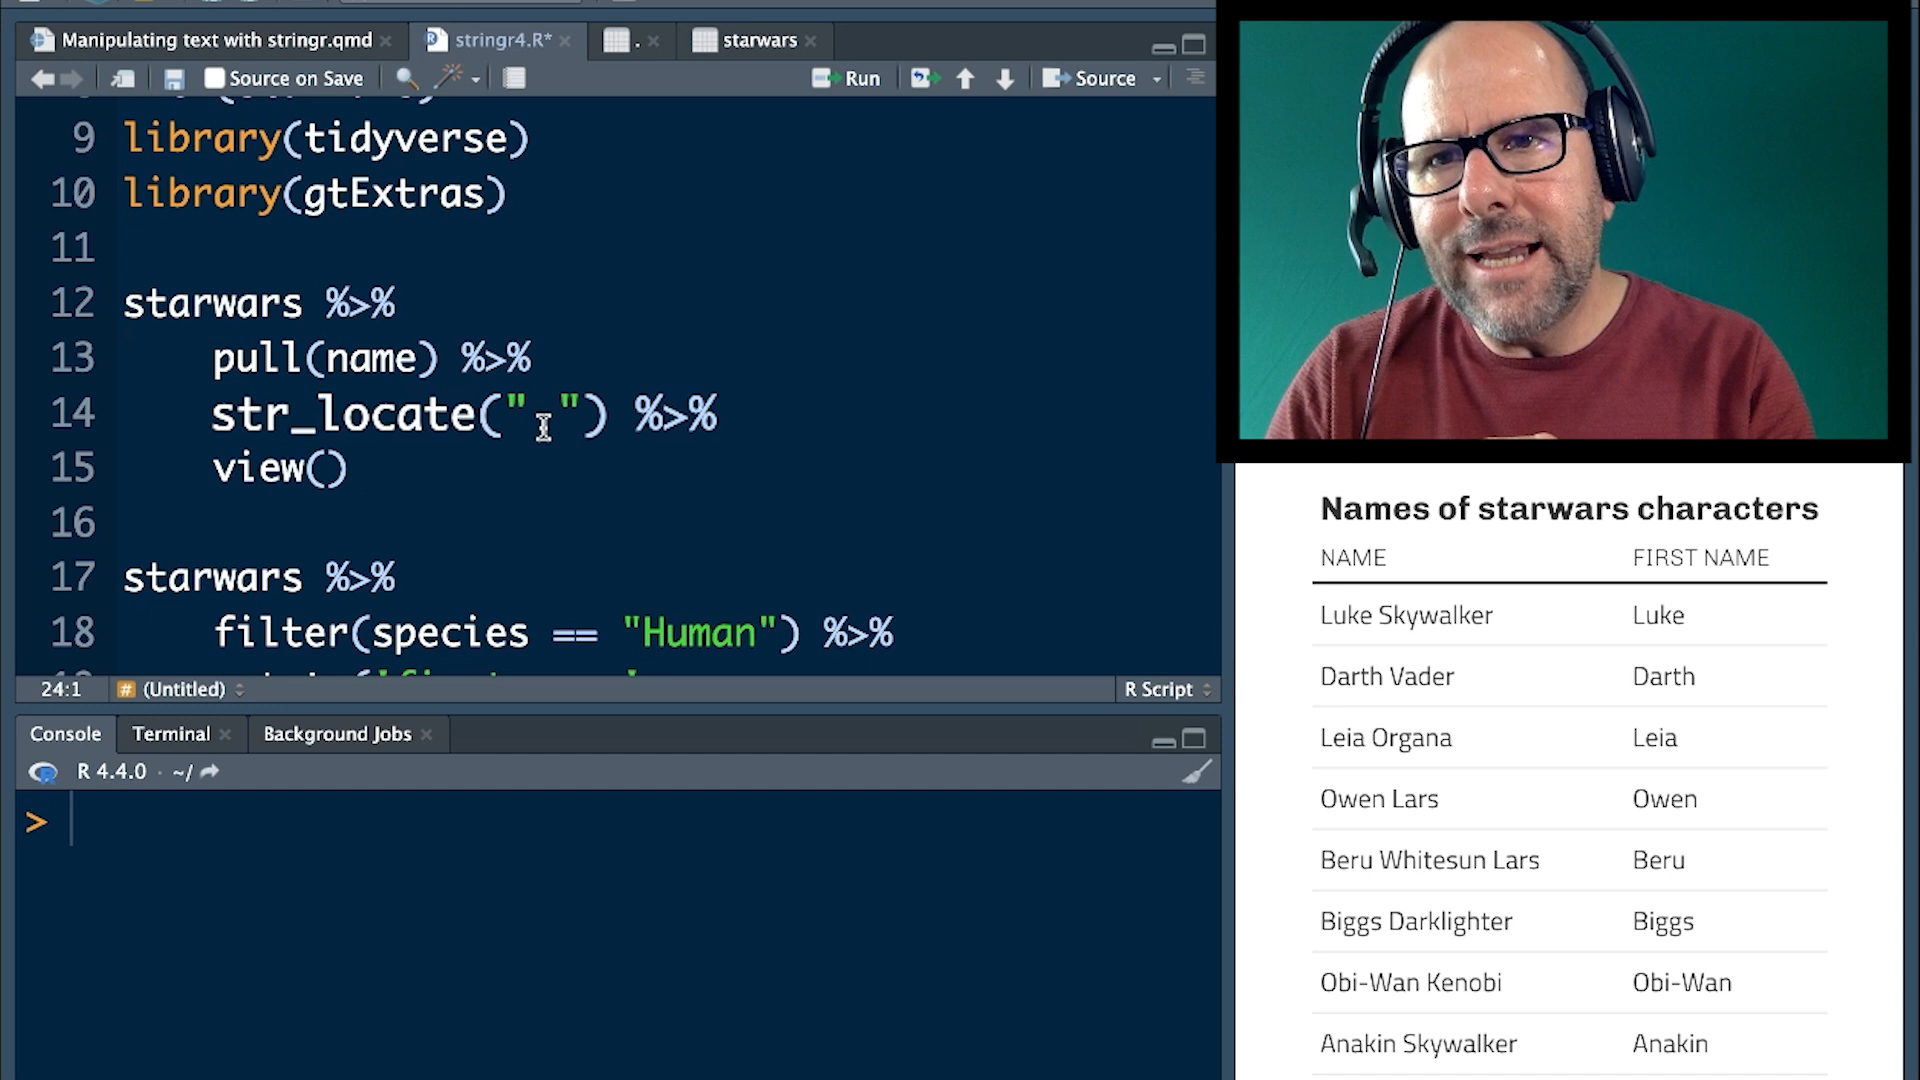 Manipulating text with stringr.qmd
stringr4.R*
.
starwars
Source on Save
Run
Source
9 library(tidyverse)
10 library(gtExtras)
11
12 starwars %>%
13 pull(name) %>%
14 str_locate(" ") %>%
15 view()
16
17 starwars %>%
18 filter(species == "Human") %>%
24:1
# (Untitled)
R Script
Console
Terminal
Background Jobs
R 4.4.0 · ~/
>
Names of starwars characters
NAME FIRST NAME
Luke Skywalker Luke
Darth Vader Darth
Leia Organa Leia
Owen Lars Owen
Beru Whitesun Lars Beru
Biggs Darklighter Biggs
Obi-Wan Kenobi Obi-Wan
Anakin Skywalker Anakin